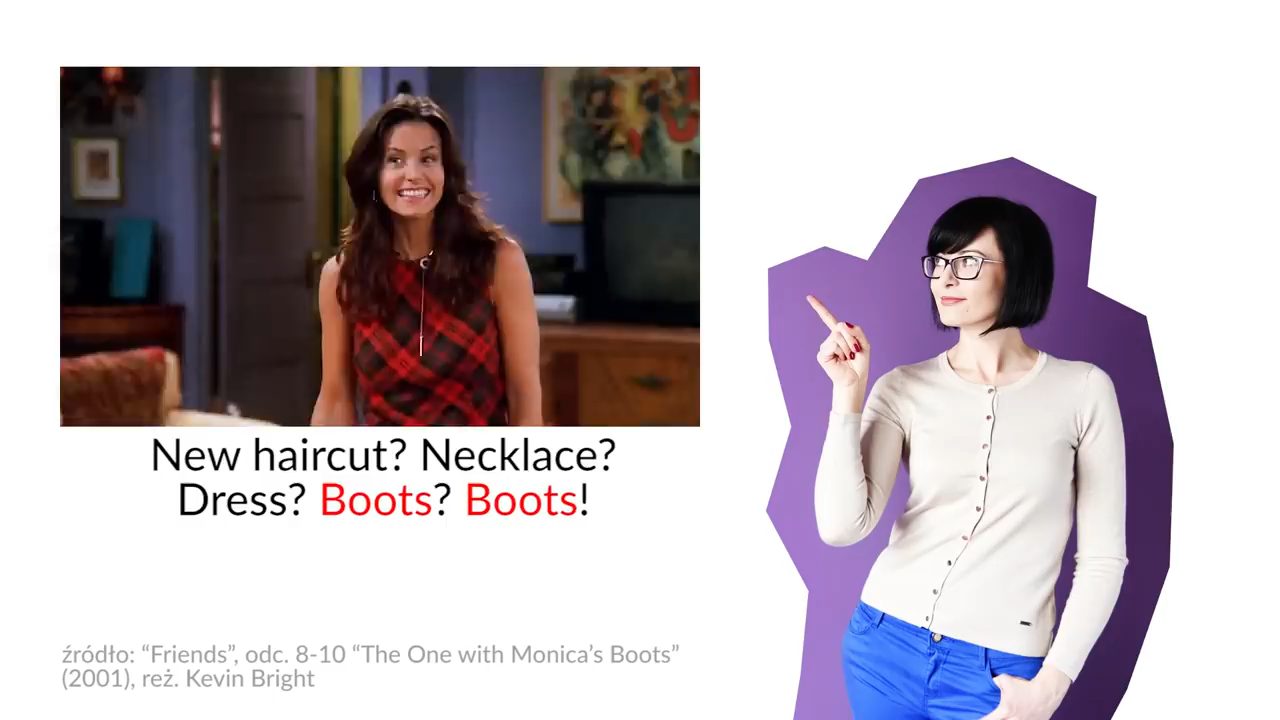 New haircut? Necklace?
Dress? Boots? Boots!
źródło: “Friends”, odc. 8-10 “The One with Monica’s Boots”
(2001), reż. Kevin Bright